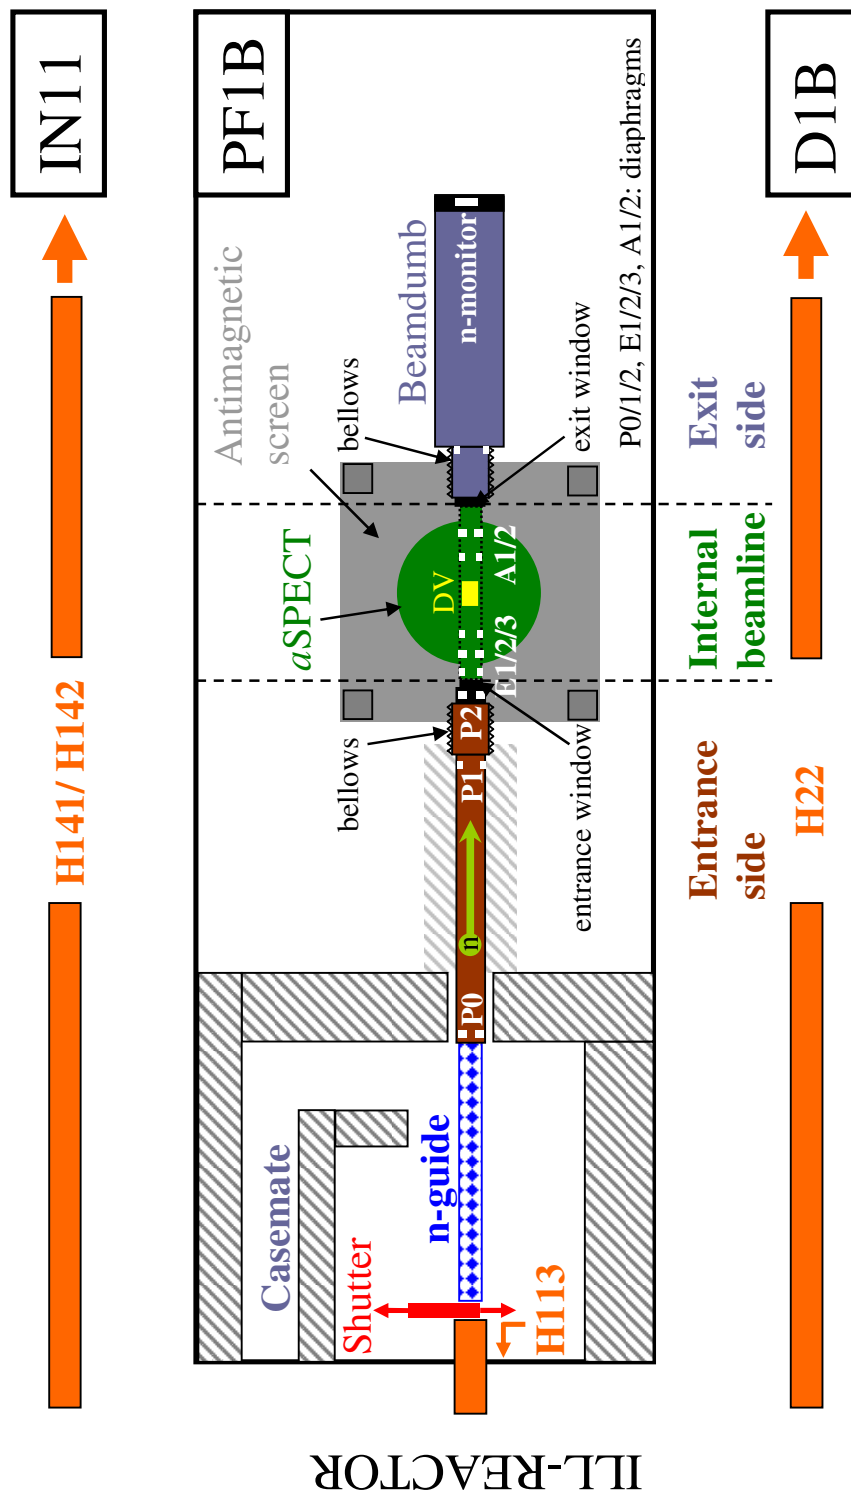 IN11
H141/ H142
PF1B
Antimagnetic
screen
Casemate
aSPECT
bellows
bellows
Shutter
Beamdumb
n-monitor
DV
n-guide
P0
n
P1
P2
E1/2/3
A1/2
H113
entrance window
exit window
P0/1/2, E1/2/3, A1/2: diaphragms
Entrance
side
Internal
beamline
Exit
side
H22
D1B
ILL-REACTOR